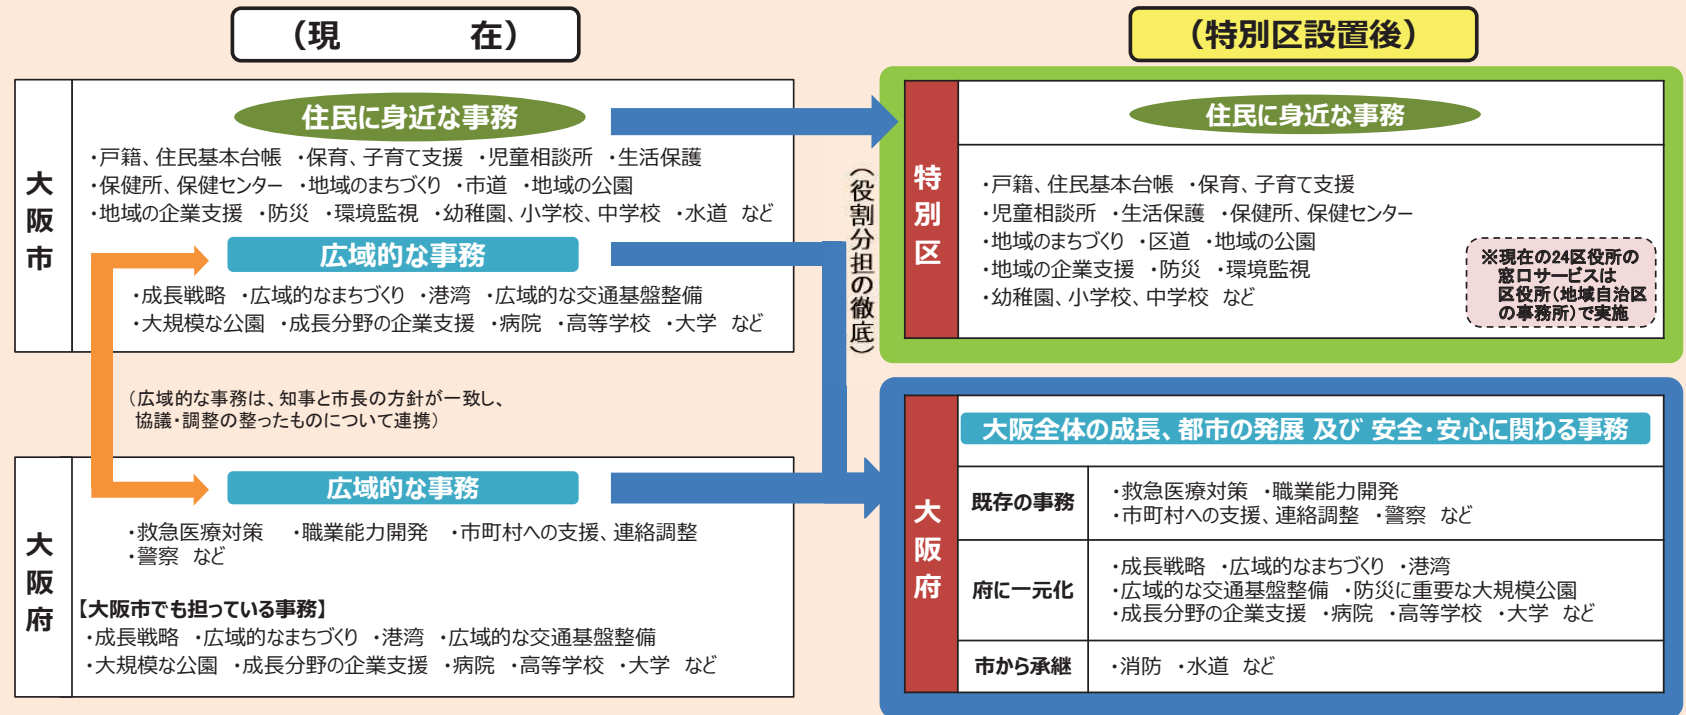 （現　　　　在）
大阪市
住民に身近な事務
・戸籍、住民基本台帳 ・保育、子育て支援 ・児童相談所 ・生活保護
・保健所、保健センター ・地域のまちづくり ・市道 ・地域の公園
・地域の企業支援 ・防災 ・環境監視 ・幼稚園、小学校、中学校 ・水道 など
広域的な事務
・成長戦略 ・広域的なまちづくり ・港湾 ・広域的な交通基盤整備
・大規模な公園 ・成長分野の企業支援 ・病院 ・高等学校 ・大学 など
（広域的な事務は、知事と市長の方針が一致し、
協議・調整の整ったものについて連携）
大阪府
広域的な事務
・救急医療対策 ・職業能力開発 ・市町村への支援、連絡調整
・警察 など
【大阪市でも担っている事務】
・成長戦略 ・広域的なまちづくり ・港湾 ・広域的な交通基盤整備
・大規模な公園 ・成長分野の企業支援 ・病院 ・高等学校 ・大学 など
（役割分担の徹底）
（特別区設置後）
特別区
住民に身近な事務
・戸籍、住民基本台帳 ・保育、子育て支援
・児童相談所 ・生活保護 ・保健所、保健センター
・地域のまちづくり ・区道 ・地域の公園
・地域の企業支援 ・防災 ・環境監視
・幼稚園、小学校、中学校 など
※現在の24区役所の
窓口サービスは
区役所（地域自治区
の事務所）で実施
大阪府
大阪全体の成長、都市の発展 及び 安全・安心に関わる事務
既存の事務
・救急医療対策 ・職業能力開発
・市町村への支援、連絡調整 ・警察 など
府に一元化
・成長戦略 ・広域的なまちづくり ・港湾
・広域的な交通基盤整備 ・防災に重要な大規模公園
・成長分野の企業支援 ・病院 ・高等学校 ・大学 など
市から承継
・消防 ・水道 など